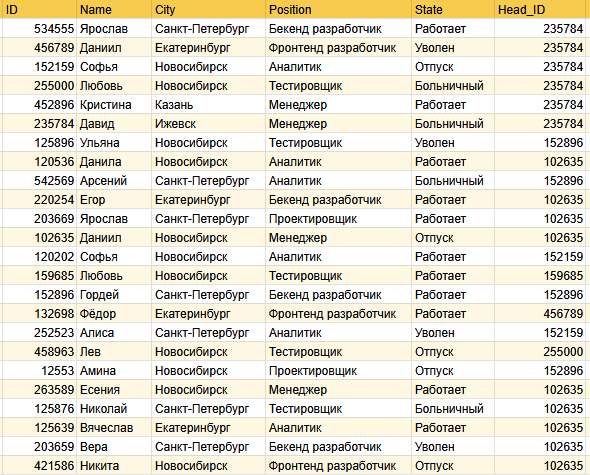 ID Name City Position State Head_ID
534555 Ярослав Санкт-Петербург Бекенд разработчик Работает 235784
456789 Даниил Екатеринбург Фронтенд разработчик Уволен 235784
152159 Софья Новосибирск Аналитик Отпуск 235784
255000 Любовь Новосибирск Тестировщик Больничный 235784
452896 Кристина Казань Менеджер Работает 235784
235784 Давид Ижевск Менеджер Больничный 235784
125896 Ульяна Новосибирск Тестировщик Уволен 152896
120536 Данила Новосибирск Аналитик Работает 102635
542569 Арсений Санкт-Петербург Аналитик Больничный 152896
220254 Егор Екатеринбург Бекенд разработчик Работает 102635
203669 Ярослав Санкт-Петербург Проектировщик Работает 102635
102635 Даниил Новосибирск Менеджер Отпуск 102635
120202 Софья Новосибирск Аналитик Работает 152159
159685 Любовь Новосибирск Тестировщик Работает 159685
152896 Гордей Санкт-Петербург Бекенд разработчик Работает 152896
132698 Фёдор Екатеринбург Фронтенд разработчик Работает 456789
252523 Алиса Санкт-Петербург Аналитик Уволен 152159
458963 Лев Новосибирск Тестировщик Отпуск 255000
12553 Амина Новосибирск Проектировщик Отпуск 152896
263589 Есения Новосибирск Менеджер Работает 102635
125876 Николай Санкт-Петербург Тестировщик Больничный 102635
125639 Вячеслав Екатеринбург Аналитик Работает 102635
203659 Вера Санкт-Петербург Бекенд разработчик Уволен 102635
421586 Никита Новосибирск Фронтенд разработчик Отпуск 102635